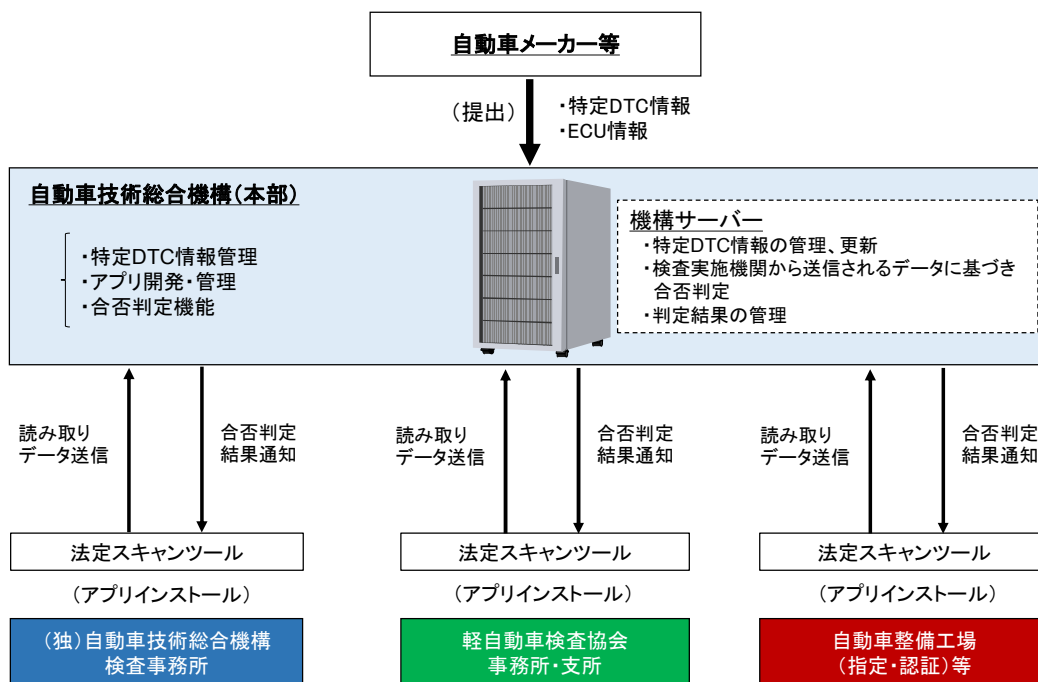 自動車メーカー等
（提出）
・特定DTC情報
・ECU情報
自動車技術総合機構（本部）
・特定DTC情報管理
・アプリ開発・管理
・合否判定機能
機構サーバー
・特定DTC情報の管理、更新
・検査実施機関から送信されるデータに基づき
合否判定
・判定結果の管理
読み取り
データ送信
合否判定
結果通知
読み取り
データ送信
合否判定
結果通知
読み取り
データ送信
合否判定
結果通知
法定スキャンツール
法定スキャンツール
法定スキャンツール
（アプリインストール）
（アプリインストール）
（アプリインストール）
（独）自動車技術総合機構
検査事務所
軽自動車検査協会
事務所・支所
自動車整備工場
（指定・認証）等